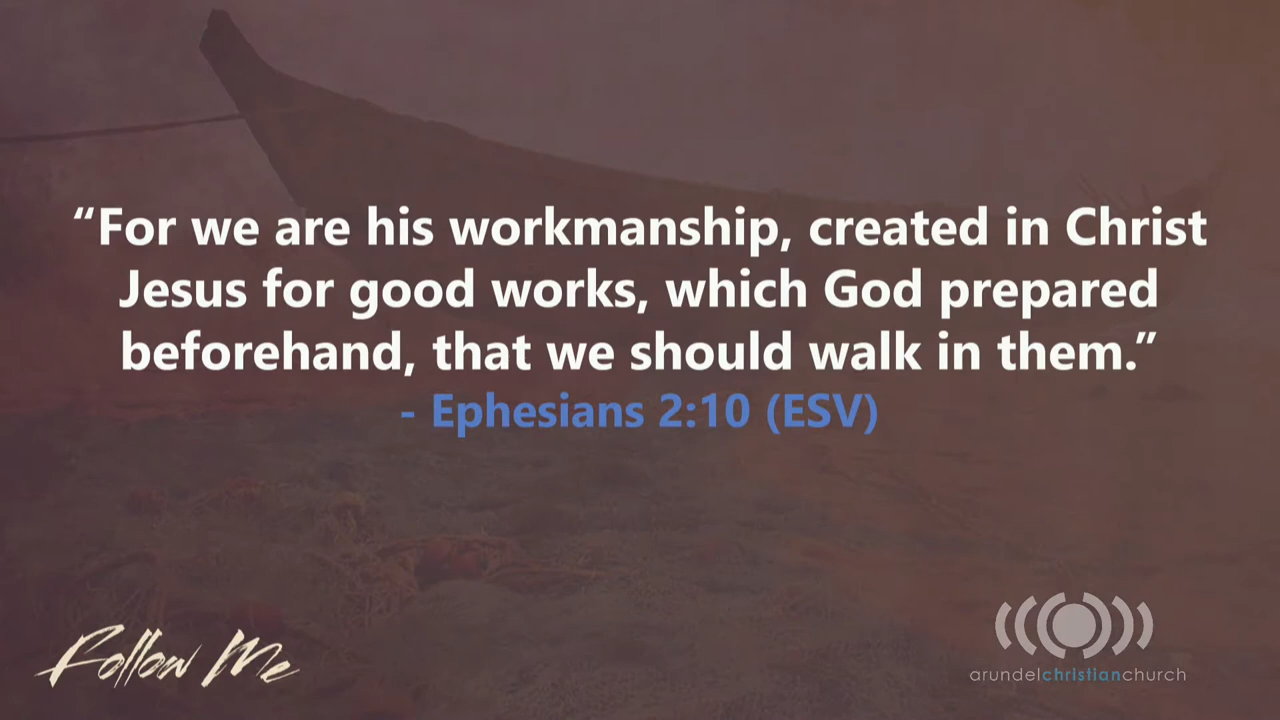 “For we are his workmanship, created in Christ
Jesus for good works, which God prepared
beforehand, that we should walk in them.”
- Ephesians 2:10 (ESV)
Follow Me
arundelchristianchurch